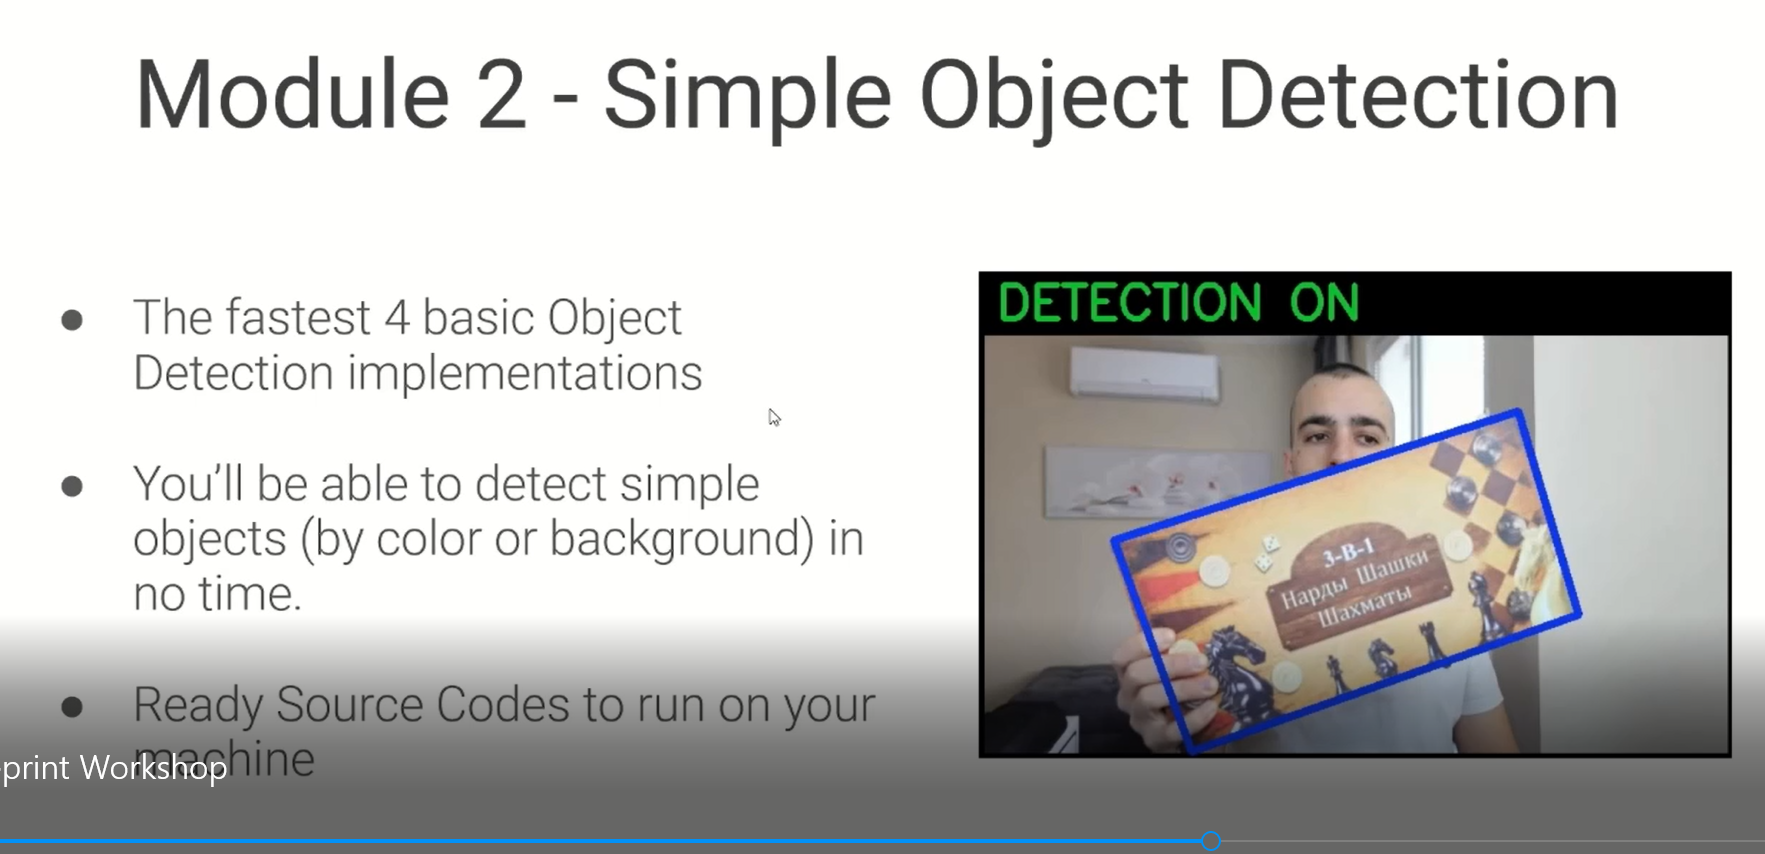 Module 2 - Simple Object Detection
● The fastest 4 basic Object
Detection implementations
● You'll be able to detect simple
objects (by color or background) in
no time.
● Ready Source Codes to run on your
machine
DETECTION ON
3-В-1
Нарды Шашки
Шахматы
print Workshop